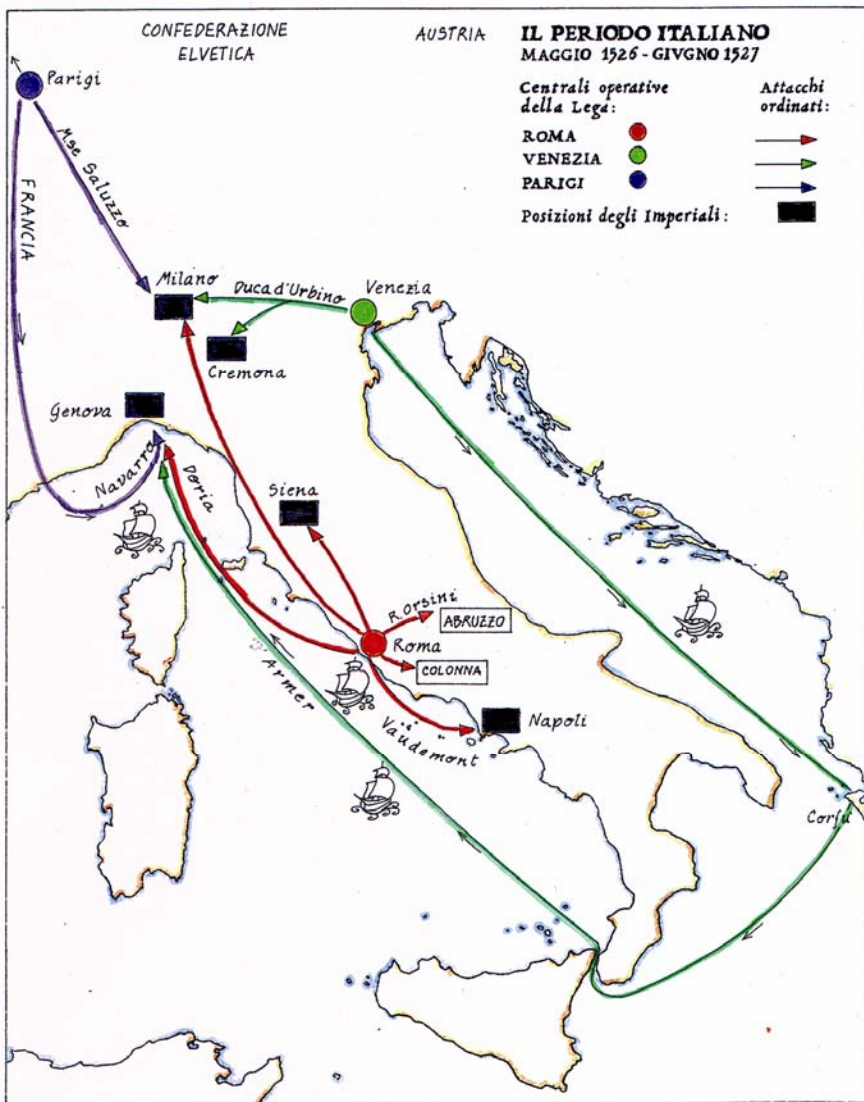 CONFEDERAZIONE
ELVETICA
AUSTRIA
IL PERIODO ITALIANO
MAGGIO 1526 - GIVGNO 1527
Centrali operative
della Lega:
Attacchi
ordinati:
ROMA
VENEZIA
PARIGI
Posizioni degli Imperiali:
Parigi
M.se Saluzzo
FRANCIA
Milano
Duca d'Urbino
Venezia
Cremona
Genova
Navarro
Doria
Siena
R. Orsini
ABRUZZO
Roma
COLONNA
Armer
Vaudemont
Napoli
Corfù